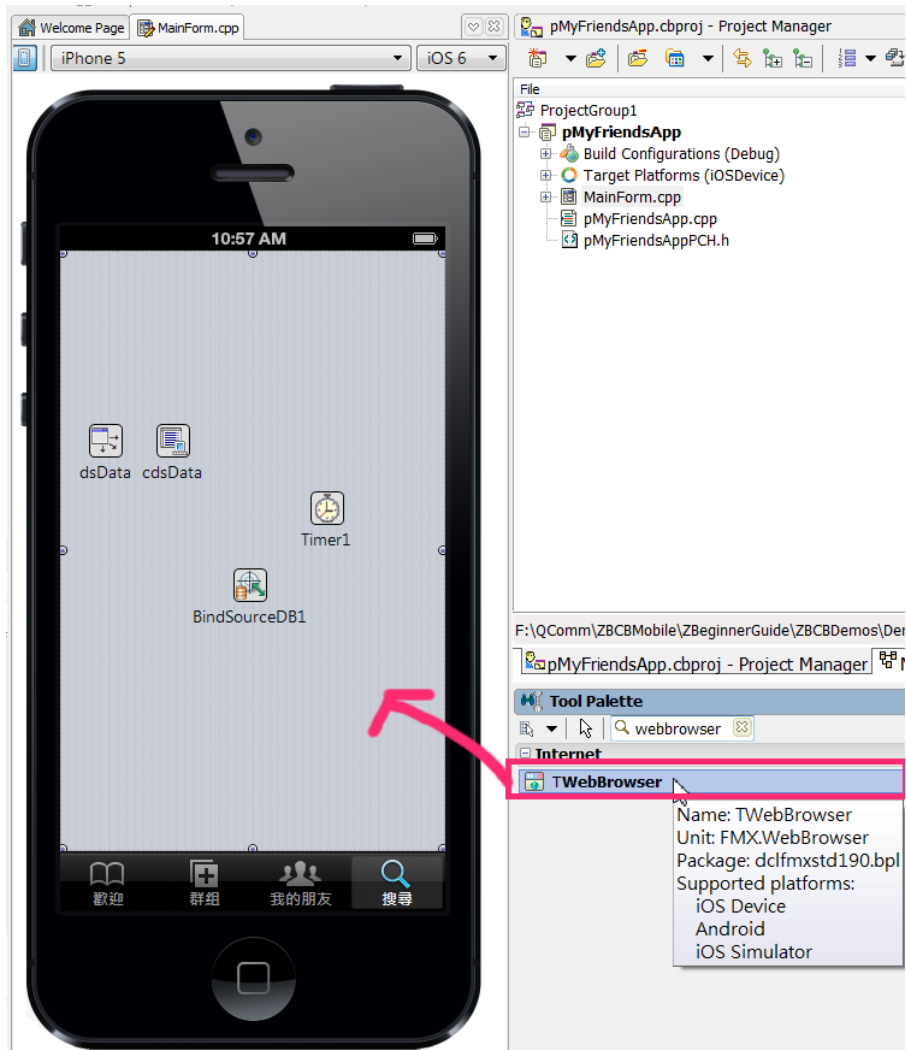 Welcome Page
MainForm.cpp
iPhone 5
iOS 6
10:57 AM
dsData
cdsData
Timer1
BindSourceDB1
歡迎
群組
我的朋友
搜尋
pMyFriendsApp.cbproj - Project Manager
File
ProjectGroup1
pMyFriendsApp
Build Configurations (Debug)
Target Platforms (iOSDevice)
MainForm.cpp
pMyFriendsApp.cpp
pMyFriendsAppPCH.h
F:\QComm\ZBCBMobile\ZBeginnerGuide\ZBCBDemos\Der
pMyFriendsApp.cbproj - Project Manager
Tool Palette
webbrowser
Internet
TWebBrowser
Name: TWebBrowser
Unit: FMX.WebBrowser
Package: dclfmxstd190.bpl
Supported platforms:
iOS Device
Android
iOS Simulator